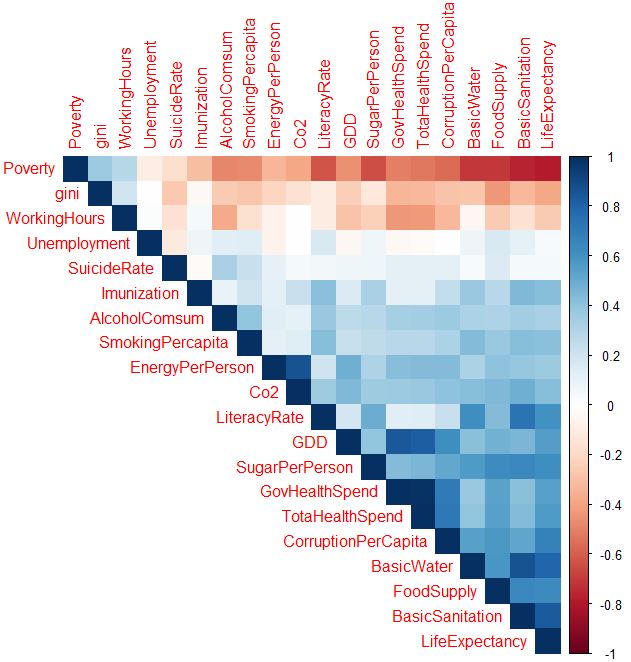 Poverty
gini
WorkingHours
Unemployment
SuicideRate
Imunization
AlcoholComsum
SmokingPercapita
EnergyPerPerson
Co2
LiteracyRate
GDD
SugarPerPerson
GovHealthSpend
TotaHealthSpend
CorruptionPerCapita
BasicWater
FoodSupply
BasicSanitation
LifeExpectancy
Poverty
gini
WorkingHours
Unemployment
SuicideRate
Imunization
AlcoholComsum
SmokingPercapita
EnergyPerPerson
Co2
LiteracyRate
GDD
SugarPerPerson
GovHealthSpend
TotaHealthSpend
CorruptionPerCapita
BasicWater
FoodSupply
BasicSanitation
LifeExpectancy
1
0.8
0.6
0.4
0.2
0
-0.2
-0.4
-0.6
-0.8
-1